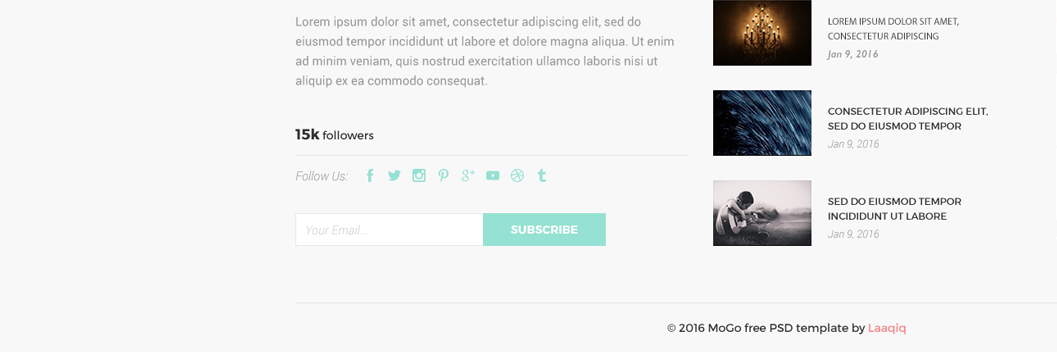 Lorem ipsum dolor sit amet, consectetur adipiscing elit, sed do
eiusmod tempor incididunt ut labore et dolore magna aliqua. Ut enim
ad minim veniam, quis nostrud exercitation ullamco laboris nisi ut
aliquip ex ea commodo consequat.
15k followers
Follow Us:
Your Email...
SUBSCRIBE
LOREM IPSUM DOLOR SIT AMET,
CONSECTETUR ADIPISCING
Jan 9, 2016
CONSECTETUR ADIPISCING ELIT,
SED DO EIUSMOD TEMPOR
Jan 9, 2016
SED DO EIUSMOD TEMPOR
INCIDIDUNT UT LABORE
Jan 9, 2016
© 2016 MoGo free PSD template by Laaqiq